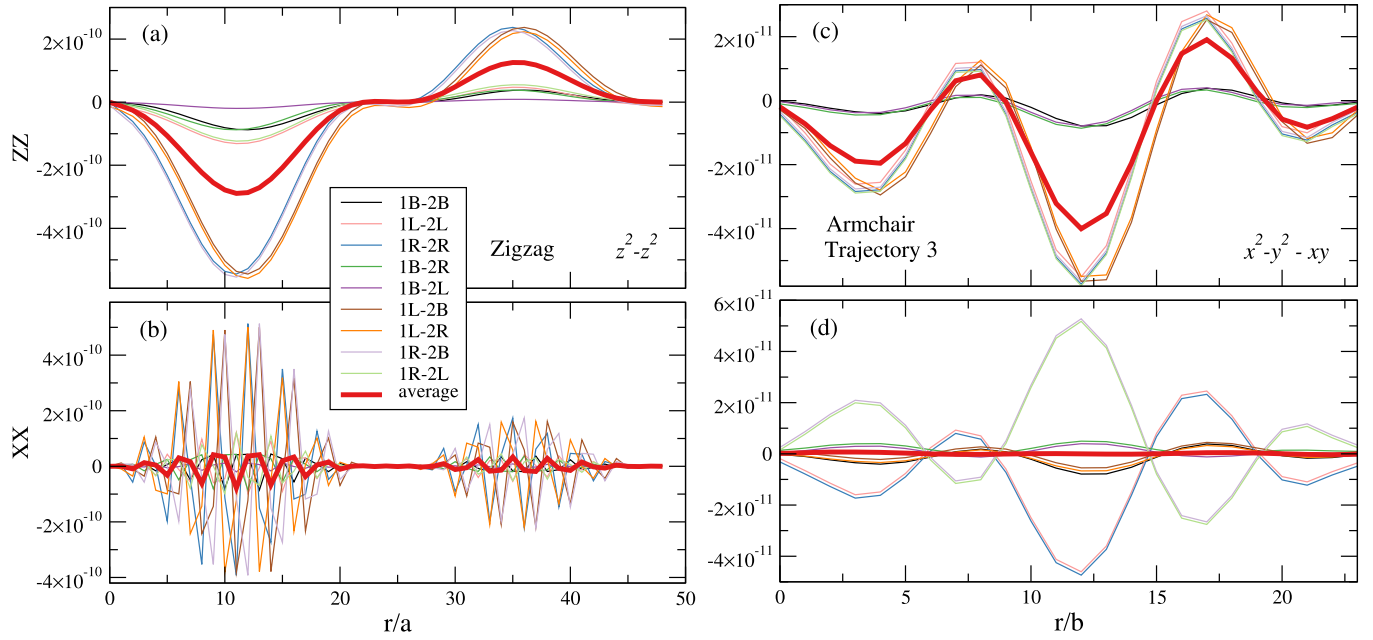 (a)
2×10⁻¹⁰
0
-2×10⁻¹⁰
-4×10⁻¹⁰
ZZ
Zigzag
z²-z²
(b)
4×10⁻¹⁰
2×10⁻¹⁰
0
-2×10⁻¹⁰
-4×10⁻¹⁰
XX
0
10
20
30
40
50
r/a
1B-2B
1L-2L
1R-2R
1B-2R
1B-2L
1L-2B
1L-2R
1R-2B
1R-2L
average
(c)
2×10⁻¹¹
0
-2×10⁻¹¹
-4×10⁻¹¹
Armchair
Trajectory 3
x²-y² - xy
(d)
6×10⁻¹¹
4×10⁻¹¹
2×10⁻¹¹
0
-2×10⁻¹¹
-4×10⁻¹¹
0
5
10
15
20
r/b